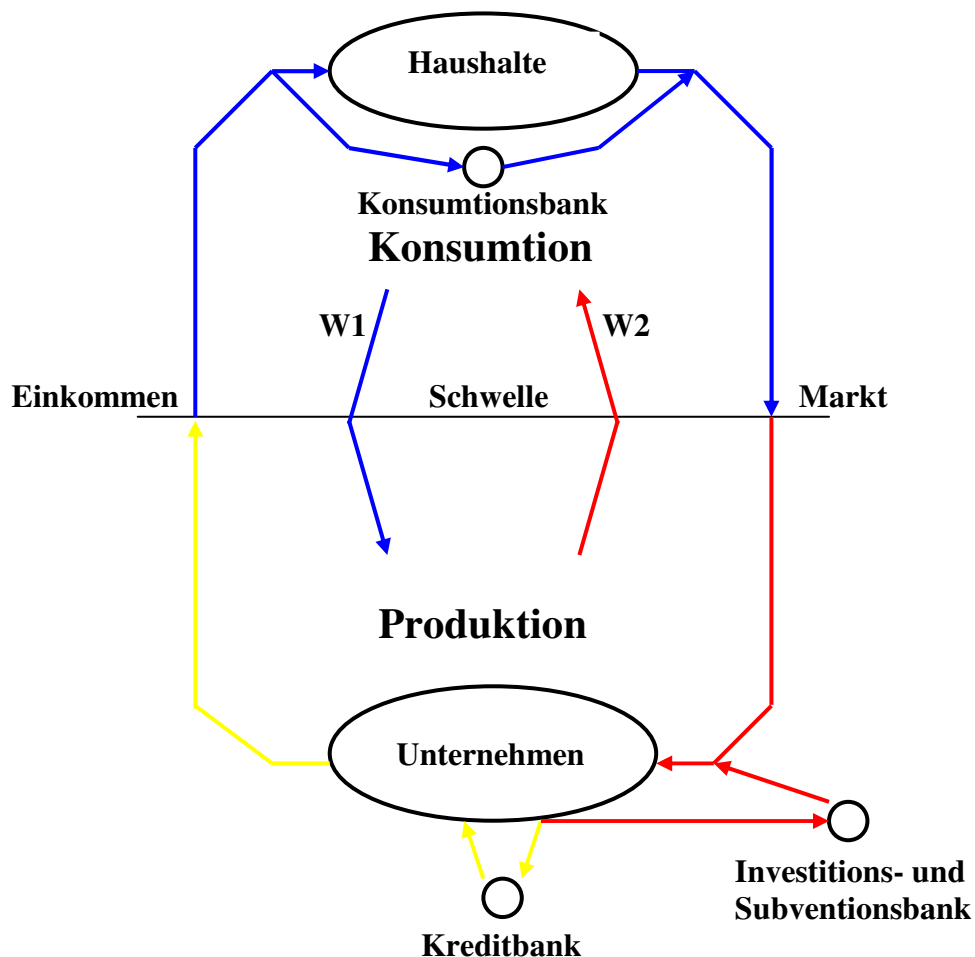 Haushalte
Konsumtionsbank
Konsumtion
W1
W2
Einkommen
Schwelle
Markt
Produktion
Unternehmen
Investitions- und
Subventionsbank
Kreditbank